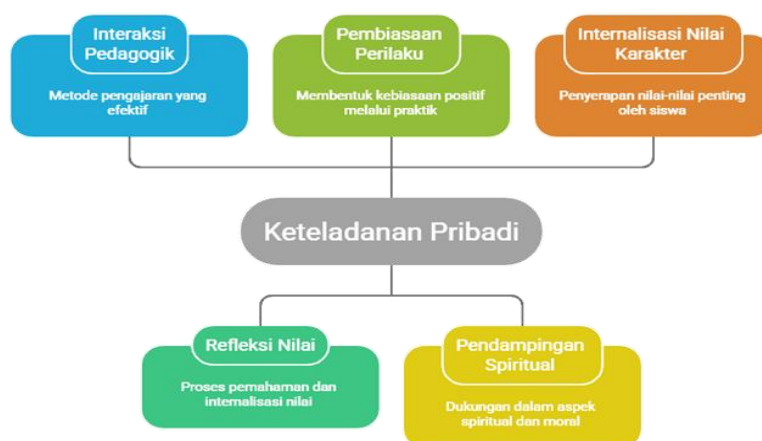 Interaksi
Pedagogik
Metode pengajaran yang
efektif
Pembiasaan
Perilaku
Membentuk kebiasaan positif
melalui praktik
Internalisasi Nilai
Karakter
Penyerapan nilai-nilai penting
oleh siswa
Keteladanan Pribadi
Refleksi Nilai
Proses pemahaman dan
internalisasi nilai
Pendampingan
Spiritual
Dukungan dalam aspek
spiritual dan moral